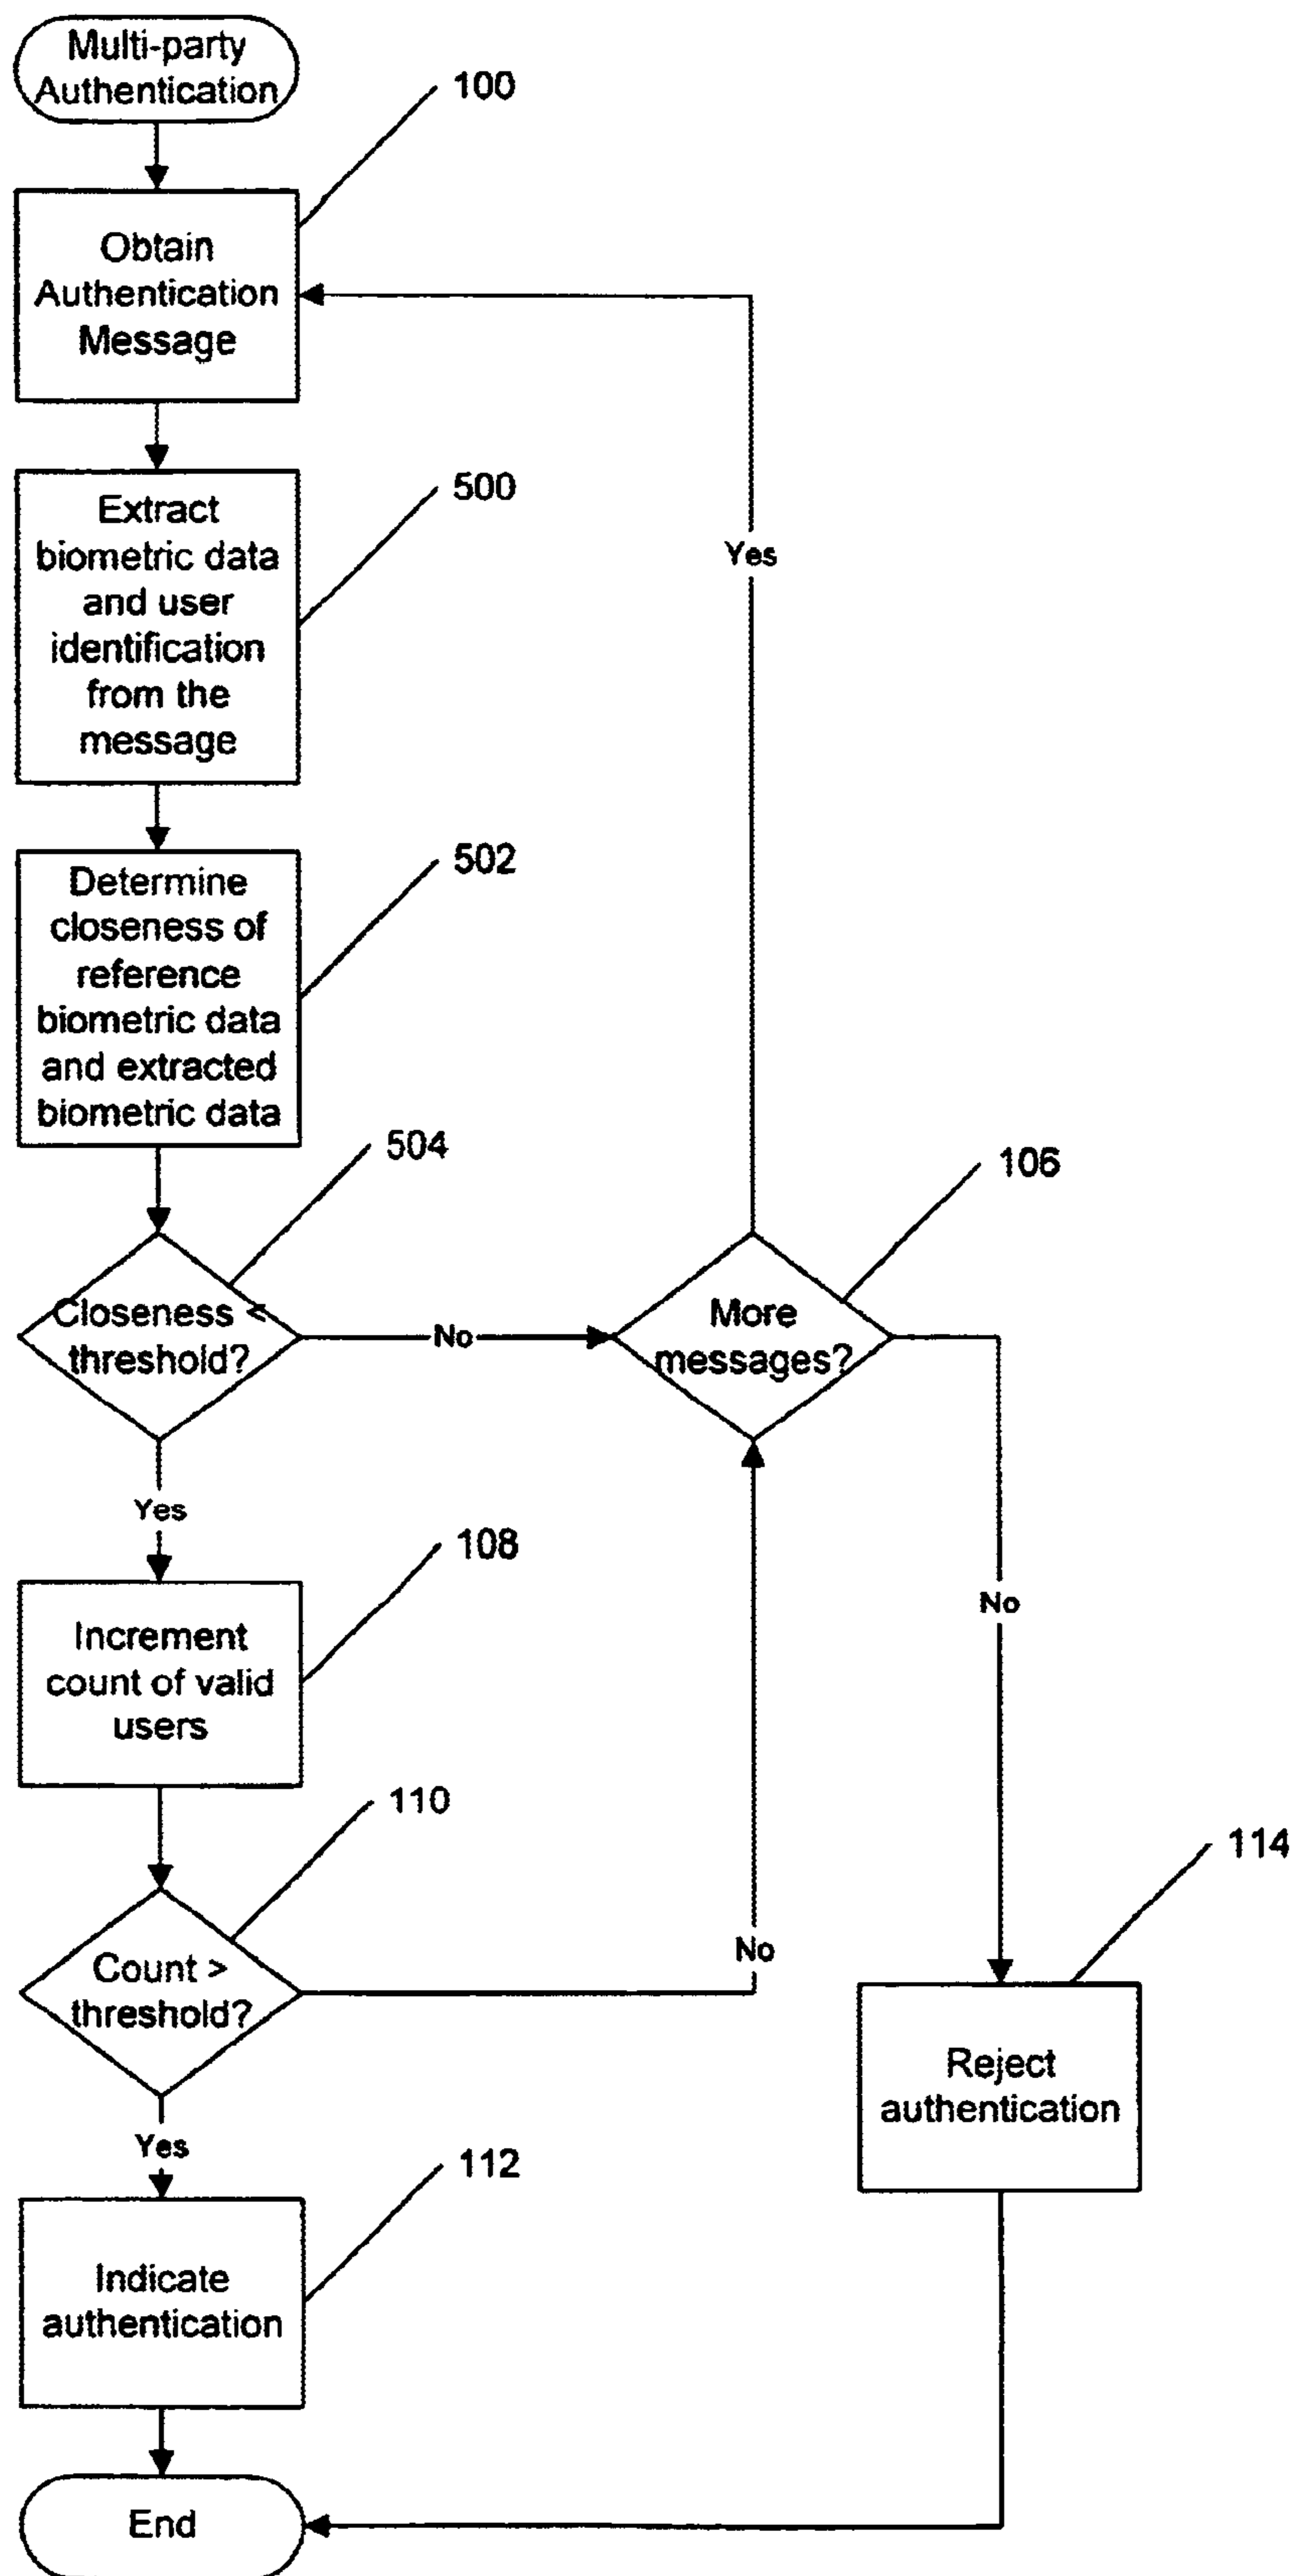 Multi-party
Authentication
100
Obtain
Authentication
Message
500
Extract
biometric data
and user
identification
from the
message
Yes
502
Determine
closeness of
reference
biometric data
and extracted
biometric data
504
106
Closeness <
threshold?
No
More
messages?
Yes
108
No
Increment
count of valid
users
110
114
Count >
threshold?
No
Reject
authentication
Yes
112
Indicate
authentication
End